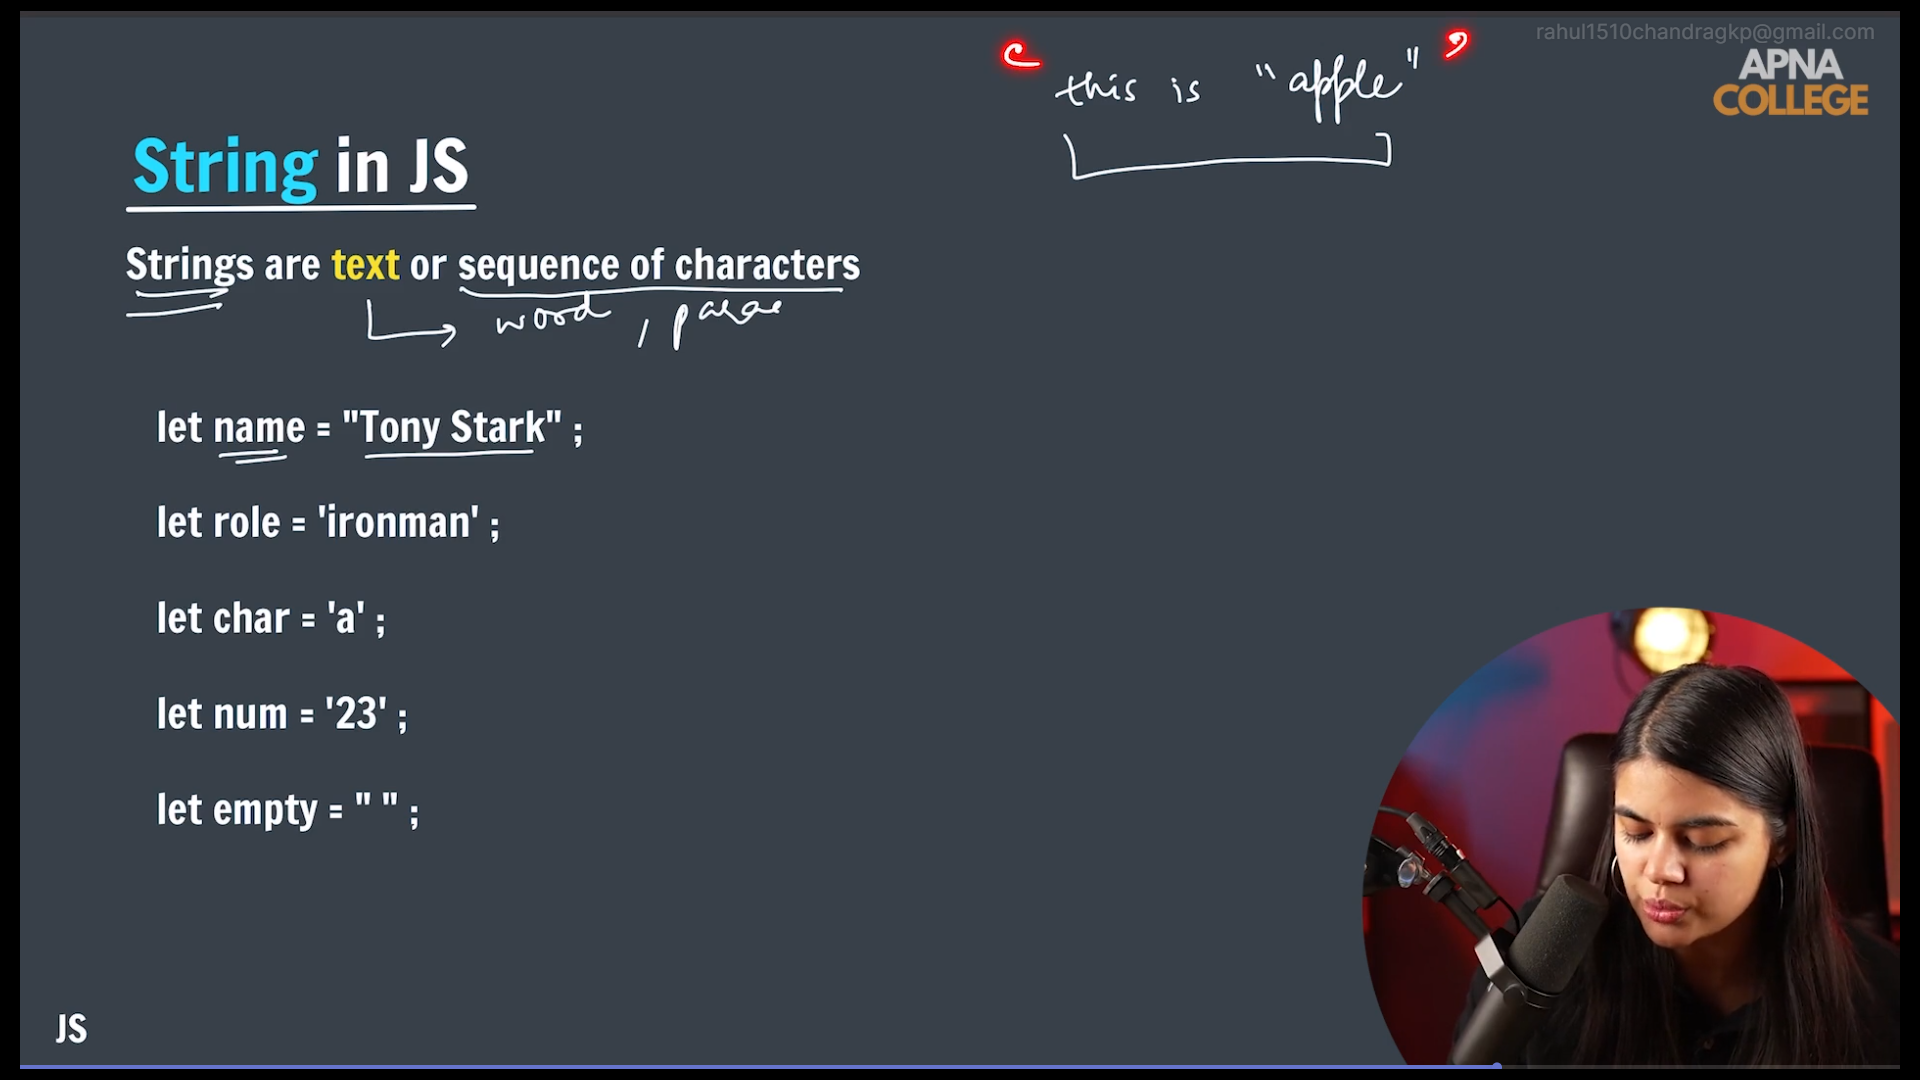 rahul1510chandragkp@gmail.com
APNA
COLLEGE
' this is "apple" '
String in JS
Strings are text or sequence of characters
word , para
let name = "Tony Stark" ;
let role = 'ironman' ;
let char = 'a' ;
let num = '23' ;
let empty = " " ;
JS